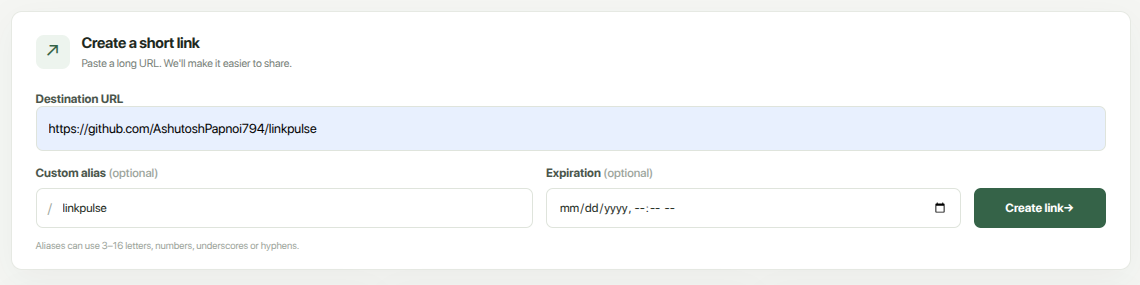 Create a short link
Paste a long URL. We'll make it easier to share.
Destination URL
https://github.com/AshutoshPapnoi794/linkpulse
Custom alias (optional)
/ linkpulse
Expiration (optional)
mm/dd/yyyy, --:-- --
Create link→
Aliases can use 3–16 letters, numbers, underscores or hyphens.